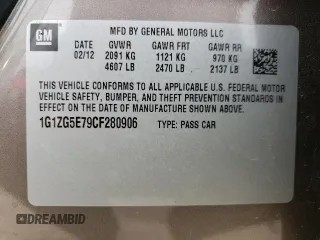 GM
MFD BY GENERAL MOTORS LLC
DATE GVWR GAWR FRT GAWR RR
02/12 2091 KG 1121 KG 970 KG
4607 LB 2470 LB 2137 LB
THIS VEHICLE CONFORMS TO ALL APPLICABLE U.S. FEDERAL MOTOR
VEHICLE SAFETY, BUMPER, AND THEFT PREVENTION STANDARDS IN
EFFECT ON THE DATE OF MANUFACTURE SHOWN ABOVE.
1G1ZG5E79CF280906 TYPE: PASS CAR
DREAMBID